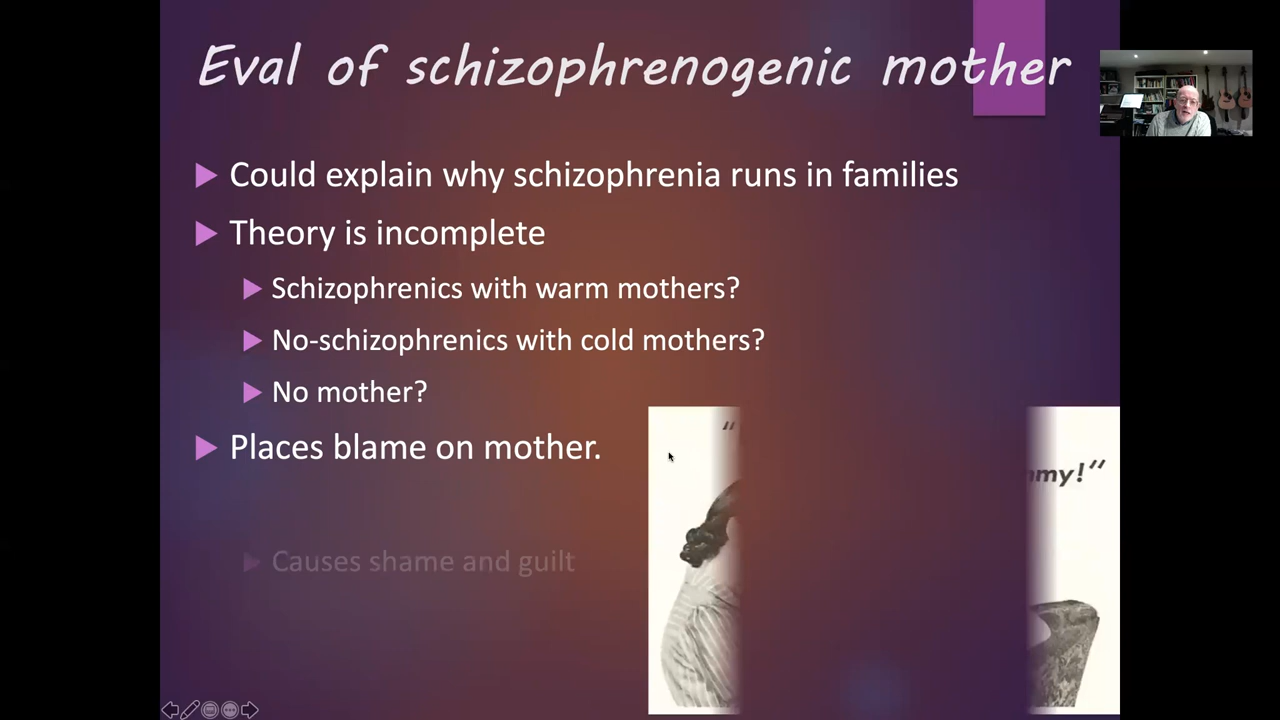 Eval of schizophrenogenic mother
Could explain why schizophrenia runs in families
Theory is incomplete
Schizophrenics with warm mothers?
No-schizophrenics with cold mothers?
No mother?
Places blame on mother.
Causes shame and guilt
"
mmy!"